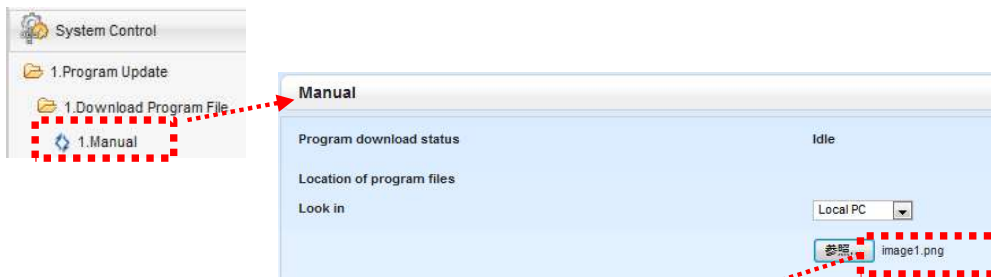 System Control
1.Program Update
1.Download Program File
1.Manual
Manual
Program download status Idle
Location of program files
Look in Local PC
参照... image1.png